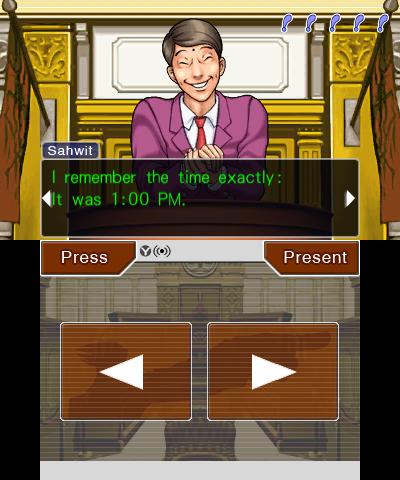 ! ! ! ! !
Sahwit
I remember the time exactly:
It was 1:00 PM.
Press
Y
Present